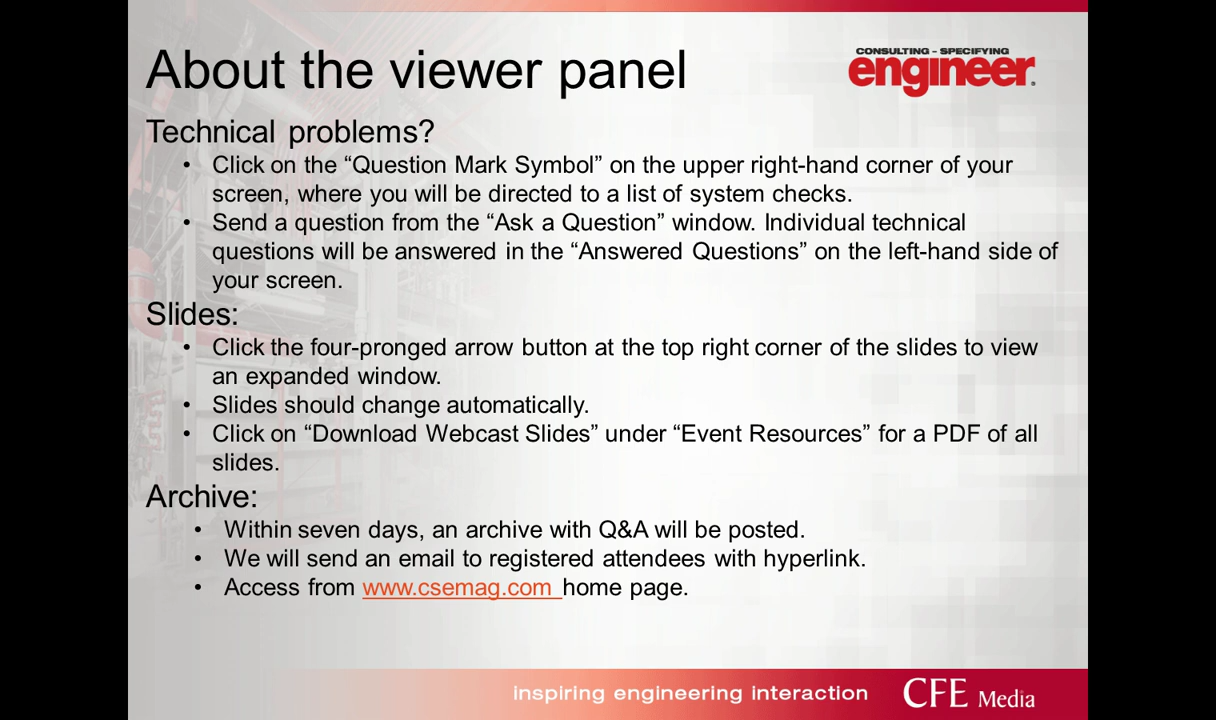 About the viewer panel
CONSULTING - SPECIFYING
engineer®
Technical problems?
• Click on the “Question Mark Symbol” on the upper right-hand corner of your
screen, where you will be directed to a list of system checks.
• Send a question from the “Ask a Question” window. Individual technical
questions will be answered in the “Answered Questions” on the left-hand side of
your screen.
Slides:
• Click the four-pronged arrow button at the top right corner of the slides to view
an expanded window.
• Slides should change automatically.
• Click on “Download Webcast Slides” under “Event Resources” for a PDF of all
slides.
Archive:
• Within seven days, an archive with Q&A will be posted.
• We will send an email to registered attendees with hyperlink.
• Access from www.csemag.com home page.
inspiring engineering interaction
CFE Media